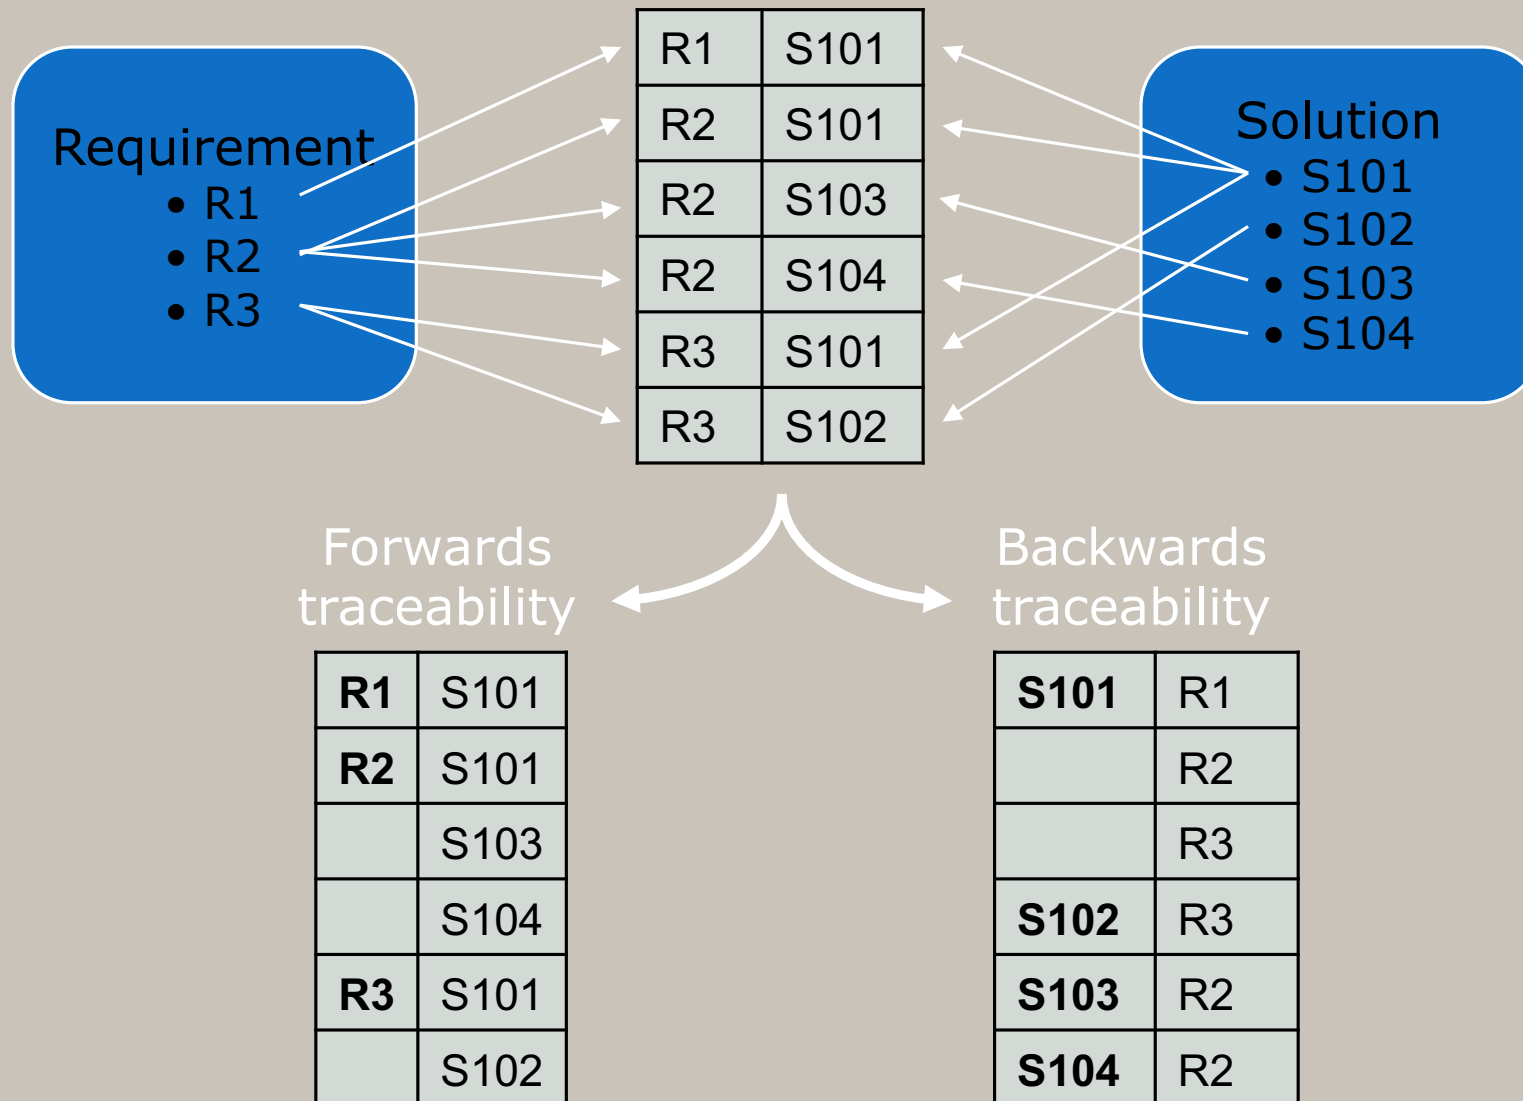 R1 S101
R2 S101
R2 S103
R2 S104
R3 S101
R3 S102
Requirement
• R1
• R2
• R3
Solution
• S101
• S102
• S103
• S104
Forwards
traceability
R1 S101
R2 S101
S103
S104
R3 S101
S102
Backwards
traceability
S101 R1
R2
R3
S102 R3
S103 R2
S104 R2